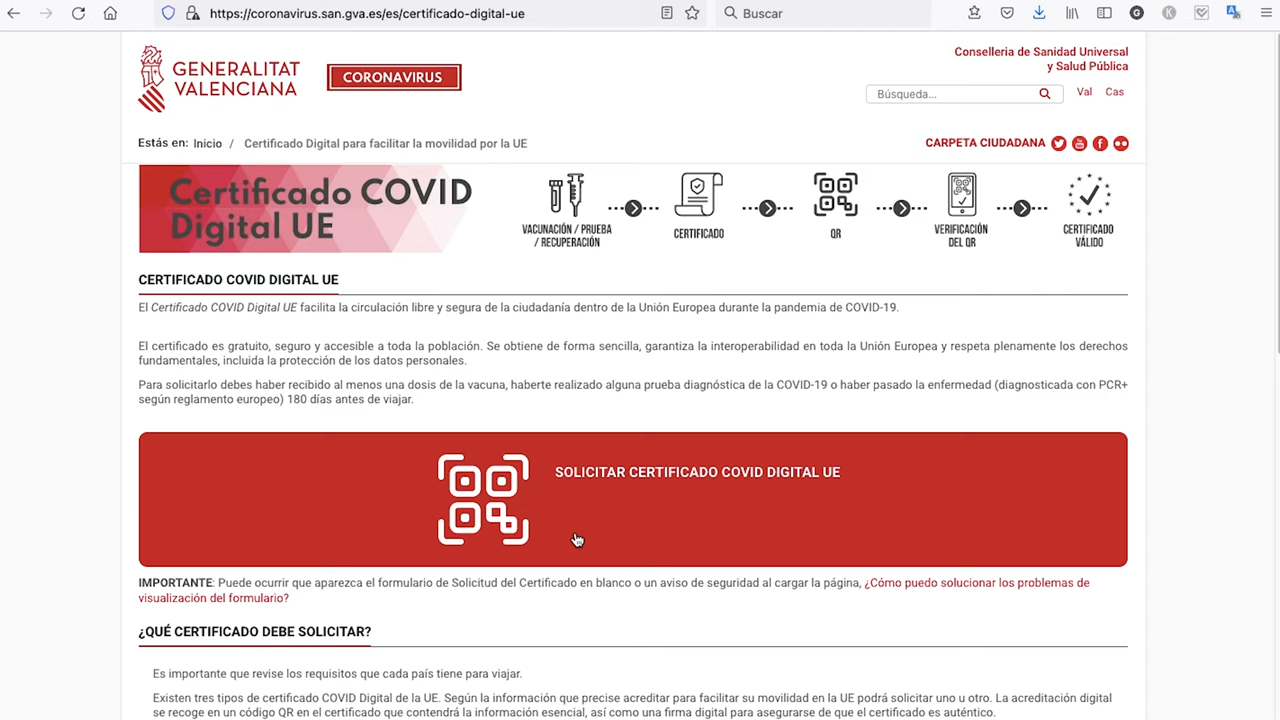 https://coronavirus.san.gva.es/es/certificado-digital-ue
Buscar
GENERALITAT
VALENCIANA
CORONAVIRUS
Conselleria de Sanidad Universal
y Salud Pública
Búsqueda...
Val Cas
Estás en: Inicio / Certificado Digital para facilitar la movilidad por la UE
CARPETA CIUDADANA
Certificado COVID
Digital UE
VACUNACIÓN / PRUEBA
/ RECUPERACIÓN
CERTIFICADO
QR
VERIFICACIÓN
DEL QR
CERTIFICADO
VÁLIDO
CERTIFICADO COVID DIGITAL UE
El Certificado COVID Digital UE facilita la circulación libre y segura de la ciudadanía dentro de la Unión Europea durante la pandemia de COVID-19.
El certificado es gratuito, seguro y accesible a toda la población. Se obtiene de forma sencilla, garantiza la interoperabilidad en toda la Unión Europea y respeta plenamente los derechos
fundamentales, incluida la protección de los datos personales.
Para solicitarlo debes haber recibido al menos una dosis de la vacuna, haberte realizado alguna prueba diagnóstica de la COVID-19 o haber pasado la enfermedad (diagnosticada con PCR+
según reglamento europeo) 180 días antes de viajar.
SOLICITAR CERTIFICADO COVID DIGITAL UE
IMPORTANTE: Puede ocurrir que aparezca el formulario de Solicitud del Certificado en blanco o un aviso de seguridad al cargar la página, ¿Cómo puedo solucionar los problemas de
visualización del formulario?
¿QUÉ CERTIFICADO DEBE SOLICITAR?
Es importante que revise los requisitos que cada país tiene para viajar.
Existen tres tipos de certificado COVID Digital de la UE. Según la información que precise acreditar para facilitar su movilidad en la UE podrá solicitar uno u otro. La acreditación digital
se recoge en un código QR en el certificado que contendrá la información esencial, así como una firma digital para asegurarse de que el certificado es auténtico.